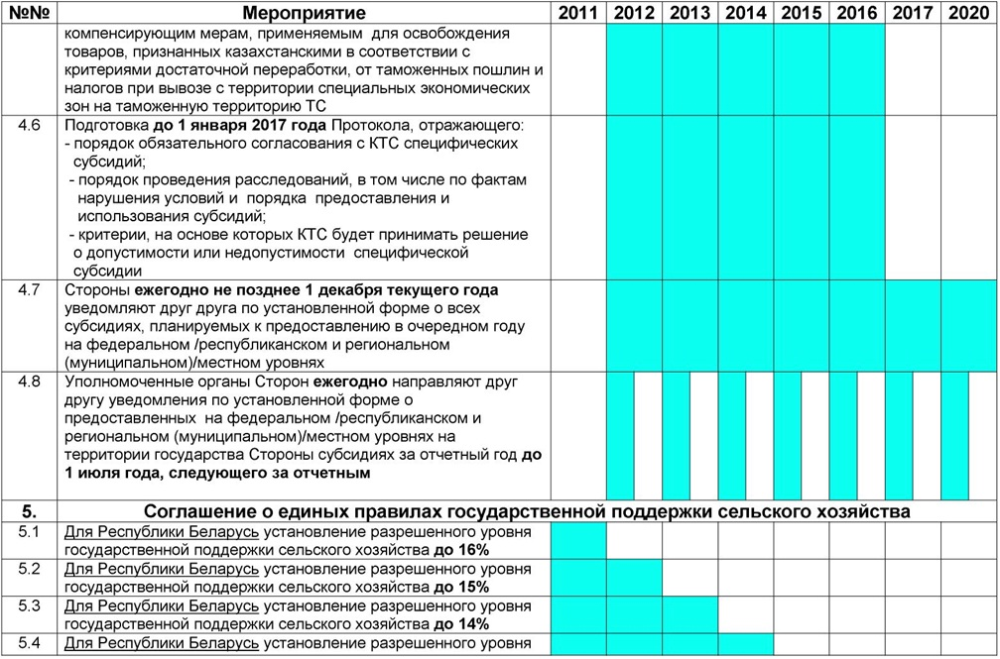 №№ Мероприятие 2011 2012 2013 2014 2015 2016 2017 2020
компенсирующим мерам, применяемым для освобождения
товаров, признанных казахстанскими в соответствии с
критериями достаточной переработки, от таможенных пошлин и
налогов при вывозе с территории специальных экономических
зон на таможенную территорию ТС
4.6 Подготовка до 1 января 2017 года Протокола, отражающего:
- порядок обязательного согласования с КТС специфических
субсидий;
- порядок проведения расследований, в том числе по фактам
нарушения условий и порядка предоставления и
использования субсидий;
- критерии, на основе которых КТС будет принимать решение
о допустимости или недопустимости специфической
субсидии
4.7 Стороны ежегодно не позднее 1 декабря текущего года
уведомляют друг друга по установленной форме о всех
субсидиях, планируемых к предоставлению в очередном году
на федеральном /республиканском и региональном
(муниципальном)/местном уровнях
4.8 Уполномоченные органы Сторон ежегодно направляют друг
другу уведомления по установленной форме о
предоставленных на федеральном /республиканском и
региональном (муниципальном)/местном уровнях на
территории государства Стороны субсидиях за отчетный год до
1 июля года, следующего за отчетным
5. Соглашение о единых правилах государственной поддержки сельского хозяйства
5.1 Для Республики Беларусь установление разрешенного уровня
государственной поддержки сельского хозяйства до 16%
5.2 Для Республики Беларусь установление разрешенного уровня
государственной поддержки сельского хозяйства до 15%
5.3 Для Республики Беларусь установление разрешенного уровня
государственной поддержки сельского хозяйства до 14%
5.4 Для Республики Беларусь установление разрешенного уровня